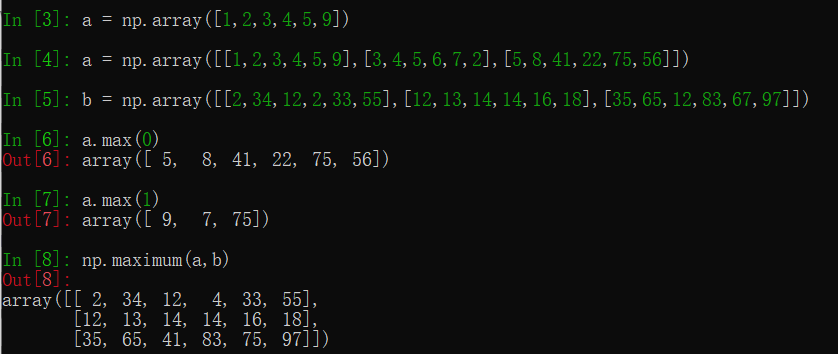 In [3]: a = np.array([1,2,3,4,5,9])
In [4]: a = np.array([[1,2,3,4,5,9],[3,4,5,6,7,2],[5,8,41,22,75,56]])
In [5]: b = np.array([[2,34,12,2,33,55],[12,13,14,14,16,18],[35,65,12,83,67,97]])
In [6]: a.max(0)
Out[6]: array([ 5,  8, 41, 22, 75, 56])
In [7]: a.max(1)
Out[7]: array([ 9,  7, 75])
In [8]: np.maximum(a,b)
Out[8]:
array([[ 2, 34, 12,  4, 33, 55],
       [12, 13, 14, 14, 16, 18],
       [35, 65, 41, 83, 75, 97]])